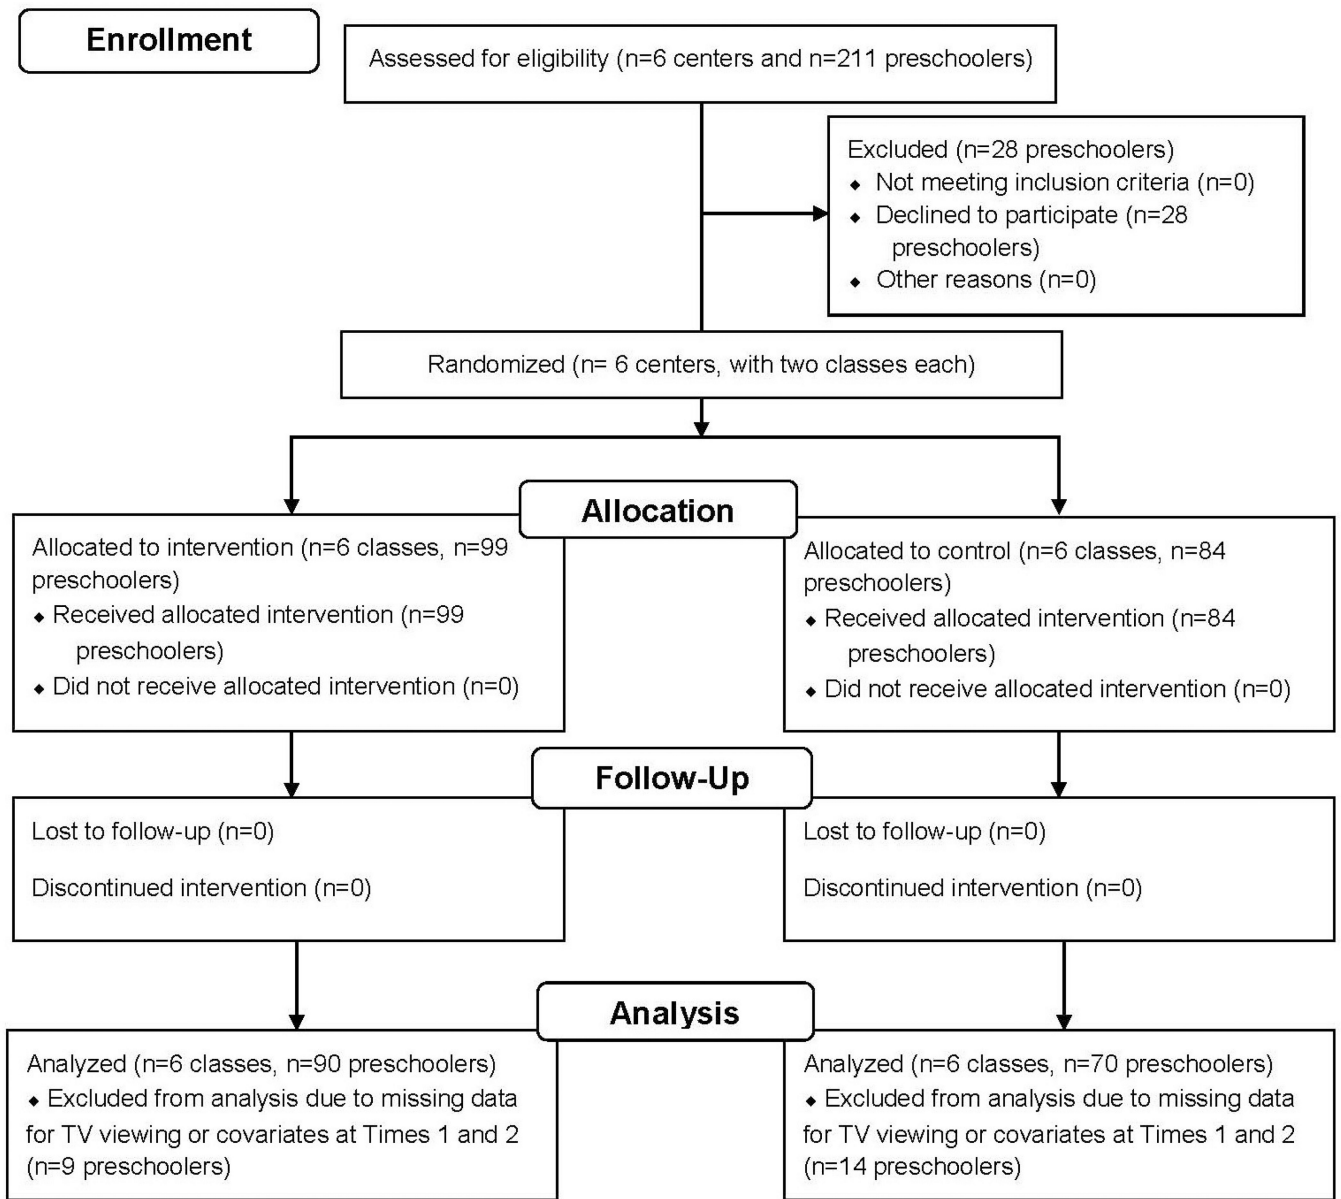 Enrollment
Assessed for eligibility (n=6 centers and n=211 preschoolers)
Excluded (n=28 preschoolers)
⬥ Not meeting inclusion criteria (n=0)
⬥ Declined to participate (n=28
preschoolers)
⬥ Other reasons (n=0)
Randomized (n= 6 centers, with two classes each)
Allocation
Allocated to intervention (n=6 classes, n=99
preschoolers)
⬥ Received allocated intervention (n=99
preschoolers)
⬥ Did not receive allocated intervention (n=0)
Allocated to control (n=6 classes, n=84
preschoolers)
⬥ Received allocated intervention (n=84
preschoolers)
⬥ Did not receive allocated intervention (n=0)
Follow-Up
Lost to follow-up (n=0)
Discontinued intervention (n=0)
Lost to follow-up (n=0)
Discontinued intervention (n=0)
Analysis
Analyzed (n=6 classes, n=90 preschoolers)
⬥ Excluded from analysis due to missing data
for TV viewing or covariates at Times 1 and 2
(n=9 preschoolers)
Analyzed (n=6 classes, n=70 preschoolers)
⬥ Excluded from analysis due to missing data
for TV viewing or covariates at Times 1 and 2
(n=14 preschoolers)